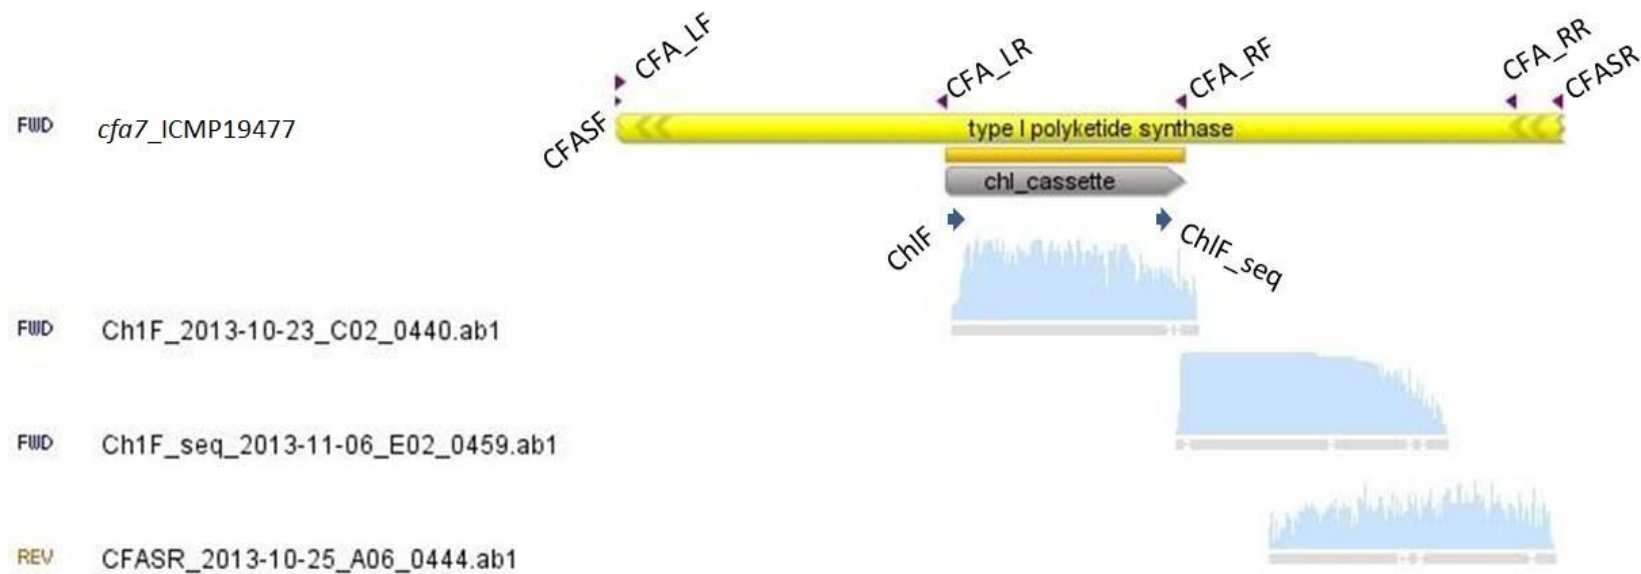 CFA_LF
CFA_LR
CFA_RF
CFA_RR
CFASR
FWD cfa7_ICMP19477
CFASF
type I polyketide synthase
chl_cassette
ChlF
ChlF_seq
FWD Ch1F_2013-10-23_C02_0440.ab1
FWD Ch1F_seq_2013-11-06_E02_0459.ab1
REV CFASR_2013-10-25_A06_0444.ab1